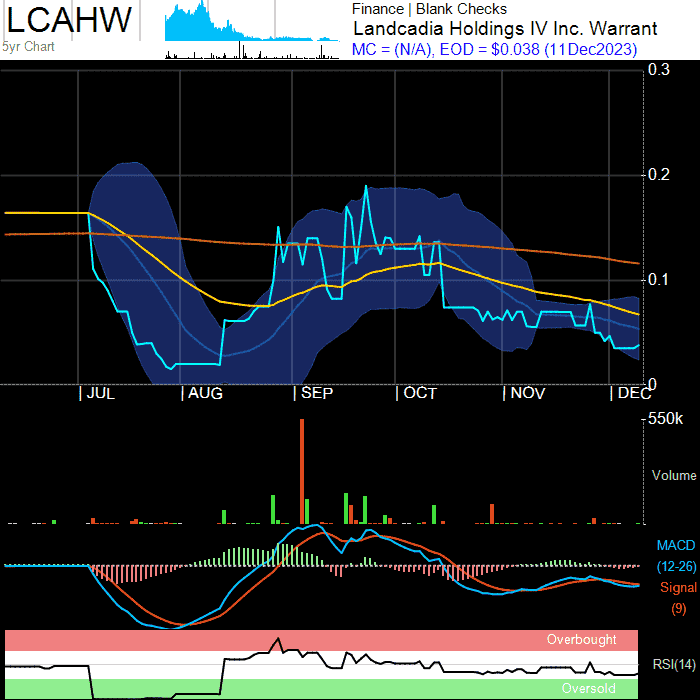 LCAHW
5yr Chart
Finance | Blank Checks
Landcadia Holdings IV Inc. Warrant
MC = (N/A), EOD = $0.038 (11Dec2023)
0.3
0.2
0.1
0
| JUL | AUG | SEP | OCT | NOV | DEC
550k
Volume
MACD
(12-26)
Signal
(9)
Overbought
RSI(14)
Oversold